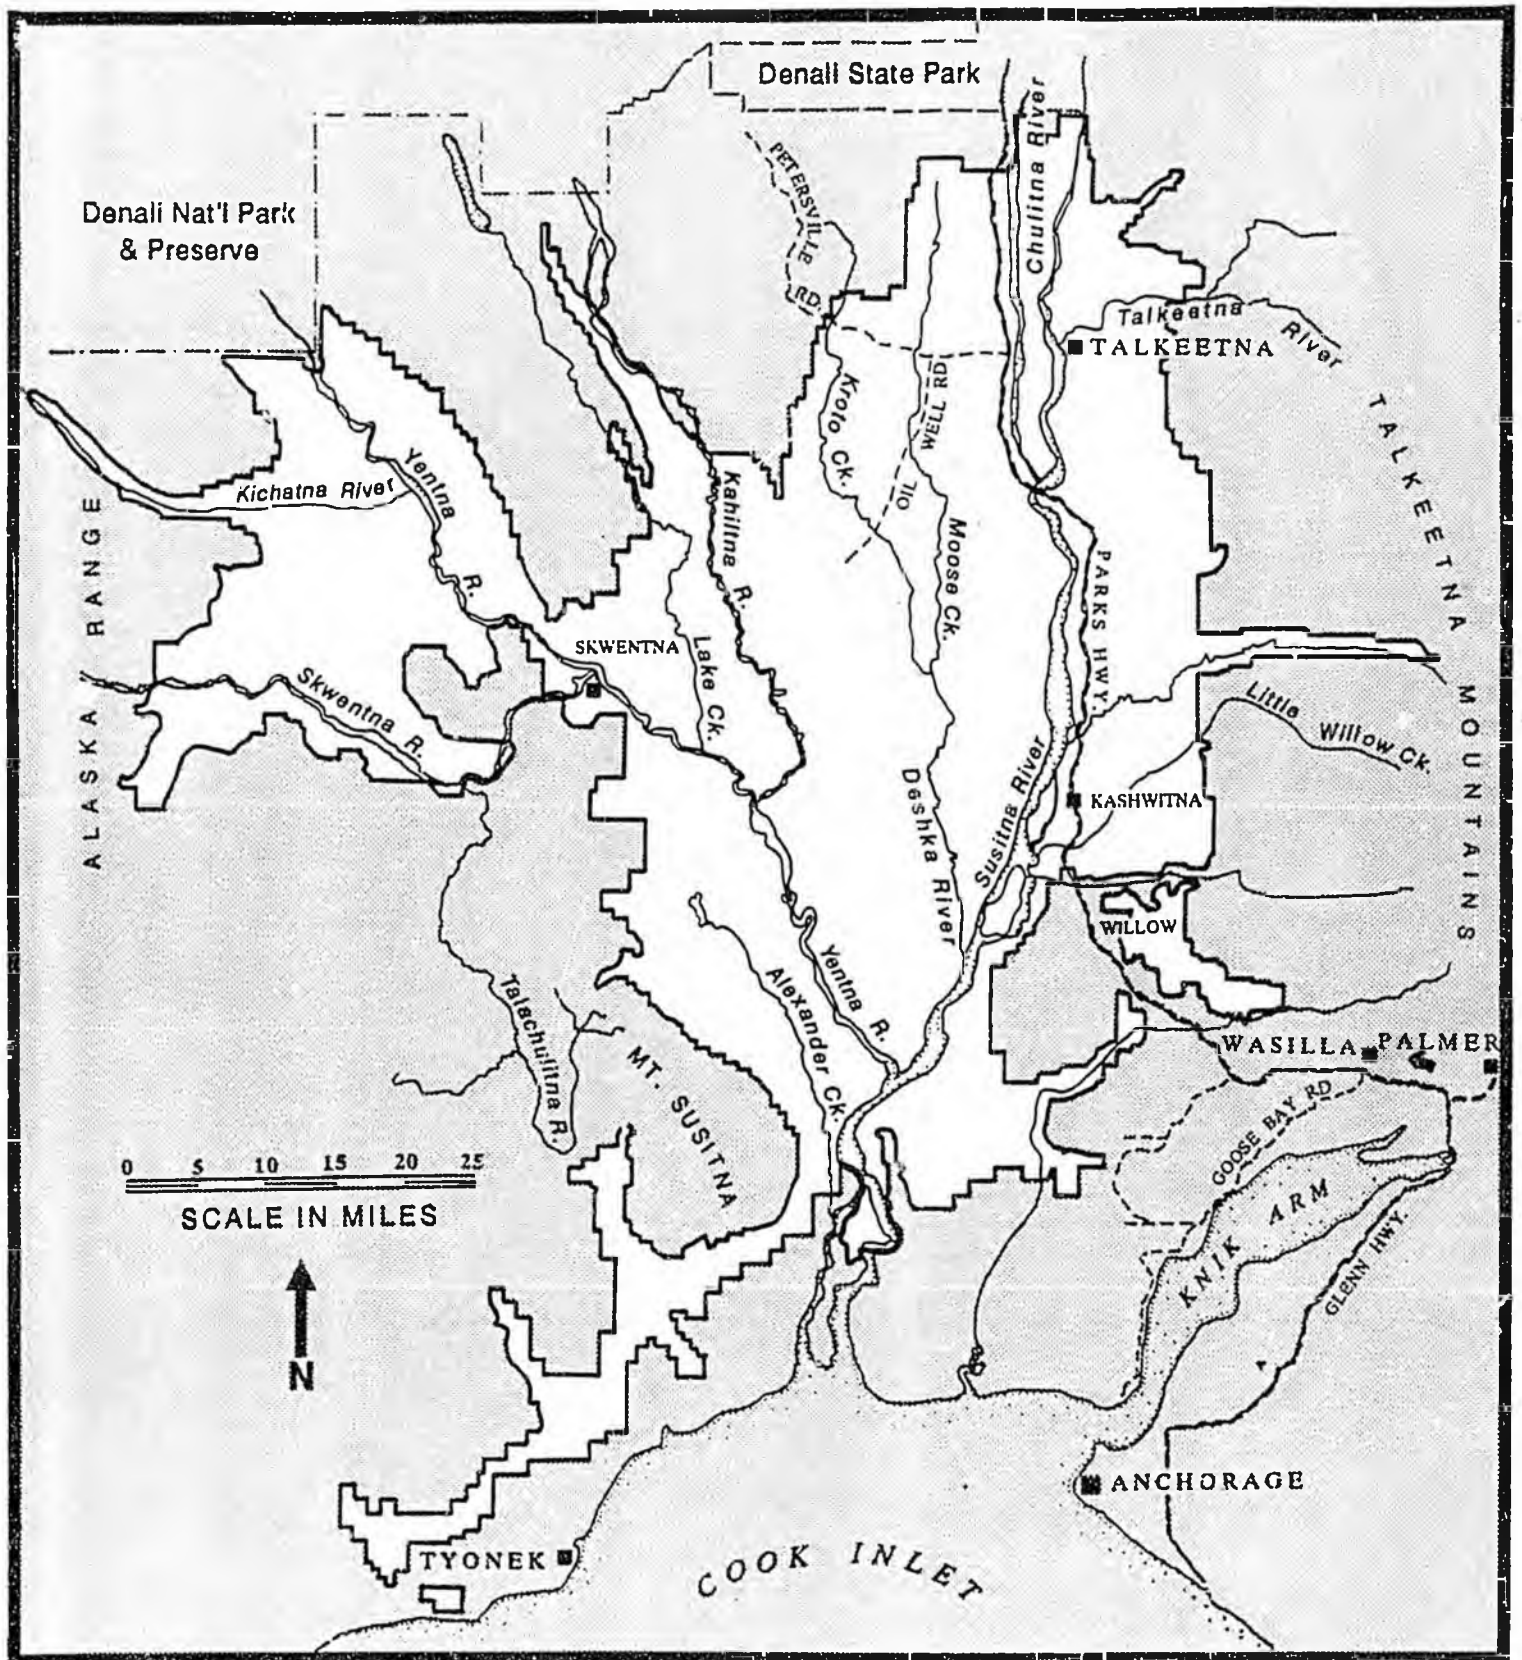 Denali State Park
Chulitna River
PETERSVILLE
RD.
Denali Nat'l Park
& Preserve
Talkeetna
River
TALKEETNA
Kroto Ck.
WELL RD
OIL
Yentna
R.
Kichatna River
Kahiltna R.
Moose Ck.
PARKS HWY.
TALKEETNA MOUNTAINS
ALASKA RANGE
SKWENTNA
Lake Ck.
Skwentna R.
Little
Willow Ck.
Susitna River
Deshka River
KASHWITNA
WILLOW
Yentna R.
Alexander Ck.
Talachulitna R.
MT. SUSITNA
WASILLA
PALMER
GOOSE BAY RD
0 5 10 15 20 25
SCALE IN MILES
KNIK ARM
GLENN HWY.
N
ANCHORAGE
TYONEK
COOK INLET